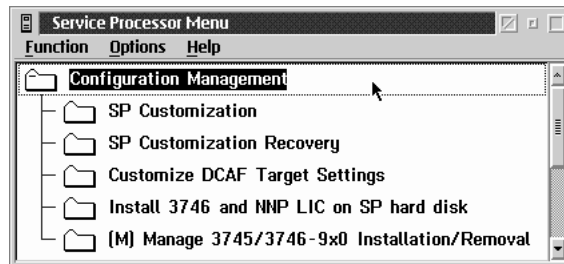 Service Processor Menu
Function Options Help
Configuration Management
SP Customization
SP Customization Recovery
Customize DCAF Target Settings
Install 3746 and NNP LIC on SP hard disk
(M) Manage 3745/3746-9x0 Installation/Removal